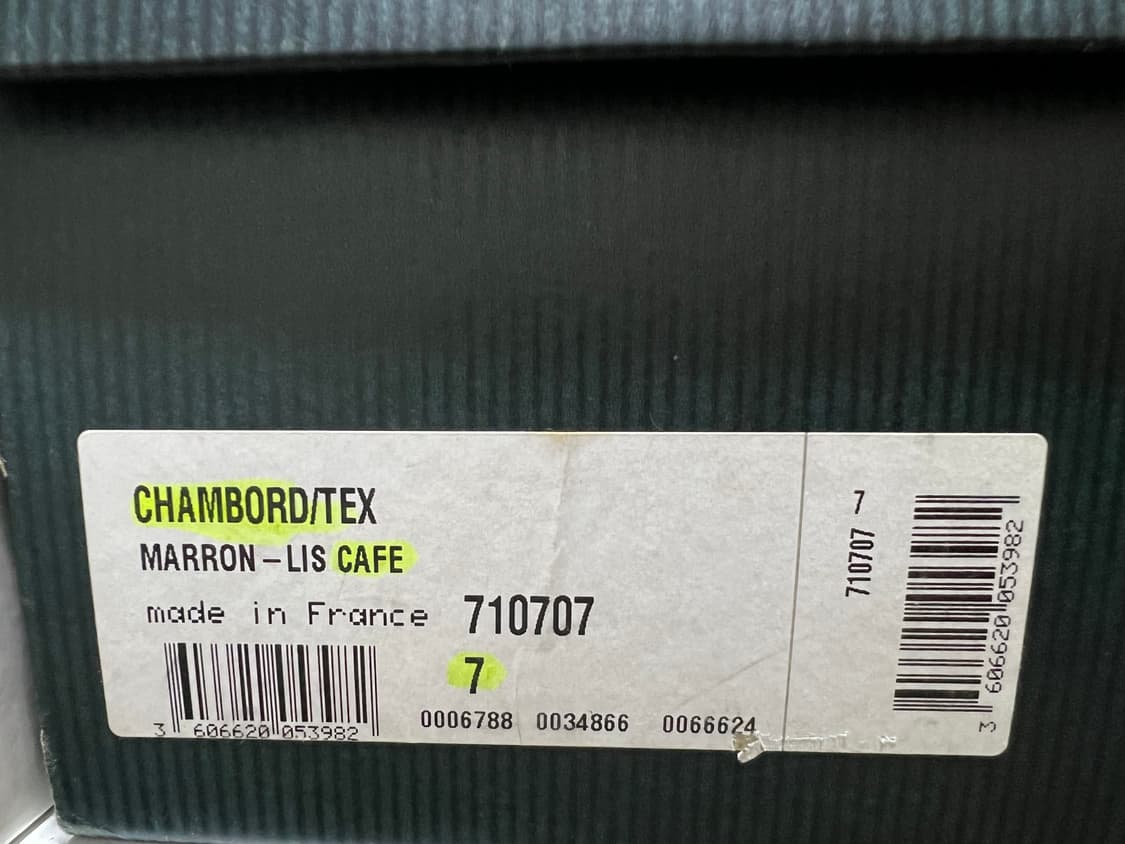 CHAMBORD/TEX
MARRON – LIS CAFE
made in France 710707
7
3 606620 053982
0006788 0034866 0066624
710707 7
3 606620 053982